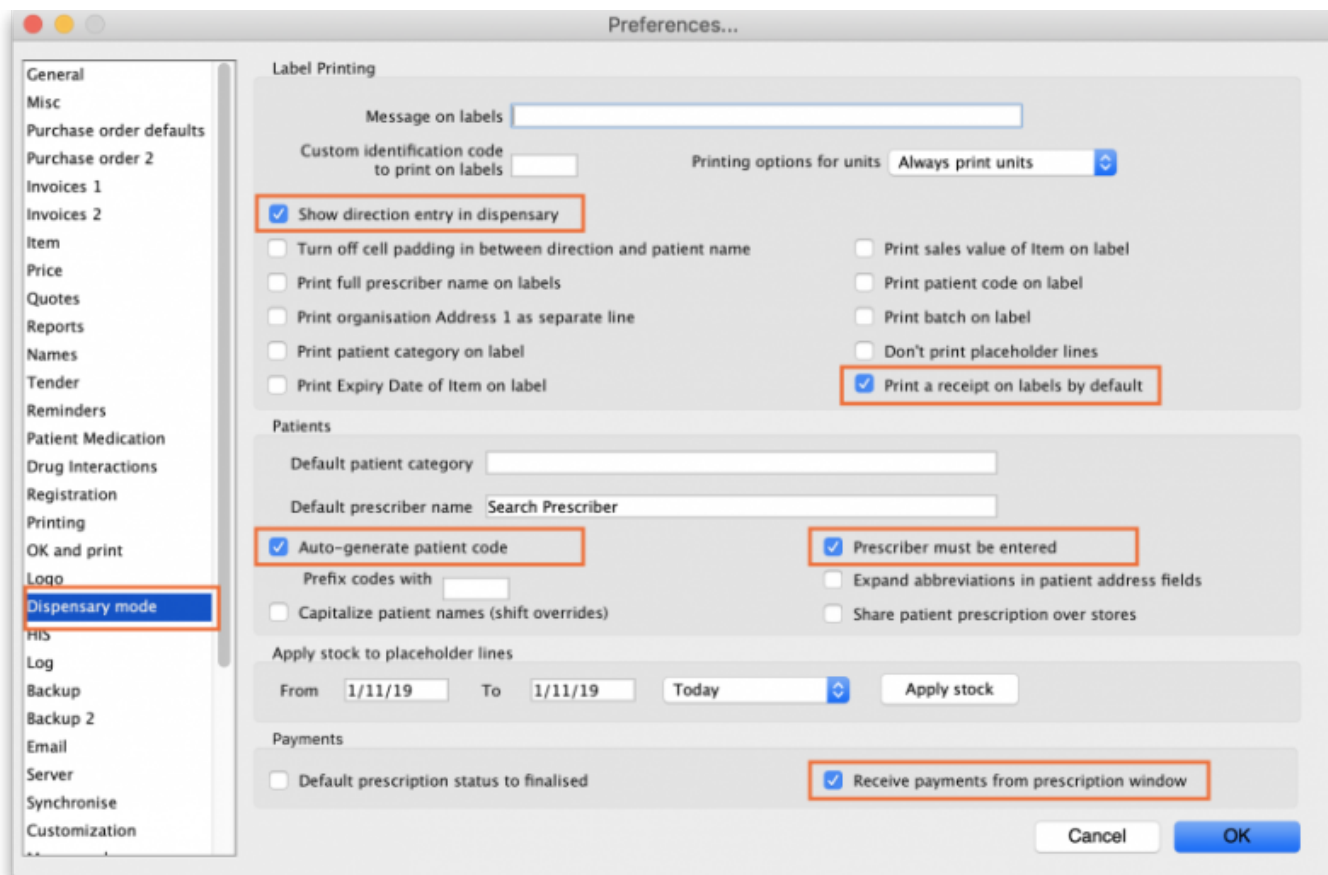 Preferences...
General
Misc
Purchase order defaults
Purchase order 2
Invoices 1
Invoices 2
Item
Price
Quotes
Reports
Names
Tender
Reminders
Patient Medication
Drug Interactions
Registration
Printing
OK and print
Logo
Dispensary mode
HIS
Log
Backup
Backup 2
Email
Server
Synchronise
Customization
Label Printing
Message on labels
Custom identification code
to print on labels
Printing options for units Always print units
Show direction entry in dispensary
Turn off cell padding in between direction and patient name
Print sales value of Item on label
Print full prescriber name on labels
Print patient code on label
Print organisation Address 1 as separate line
Print batch on label
Print patient category on label
Don't print placeholder lines
Print Expiry Date of Item on label
Print a receipt on labels by default
Patients
Default patient category
Default prescriber name Search Prescriber
Auto-generate patient code
Prescriber must be entered
Prefix codes with
Expand abbreviations in patient address fields
Capitalize patient names (shift overrides)
Share patient prescription over stores
Apply stock to placeholder lines
From 1/11/19 To 1/11/19 Today Apply stock
Payments
Default prescription status to finalised
Receive payments from prescription window
Cancel OK